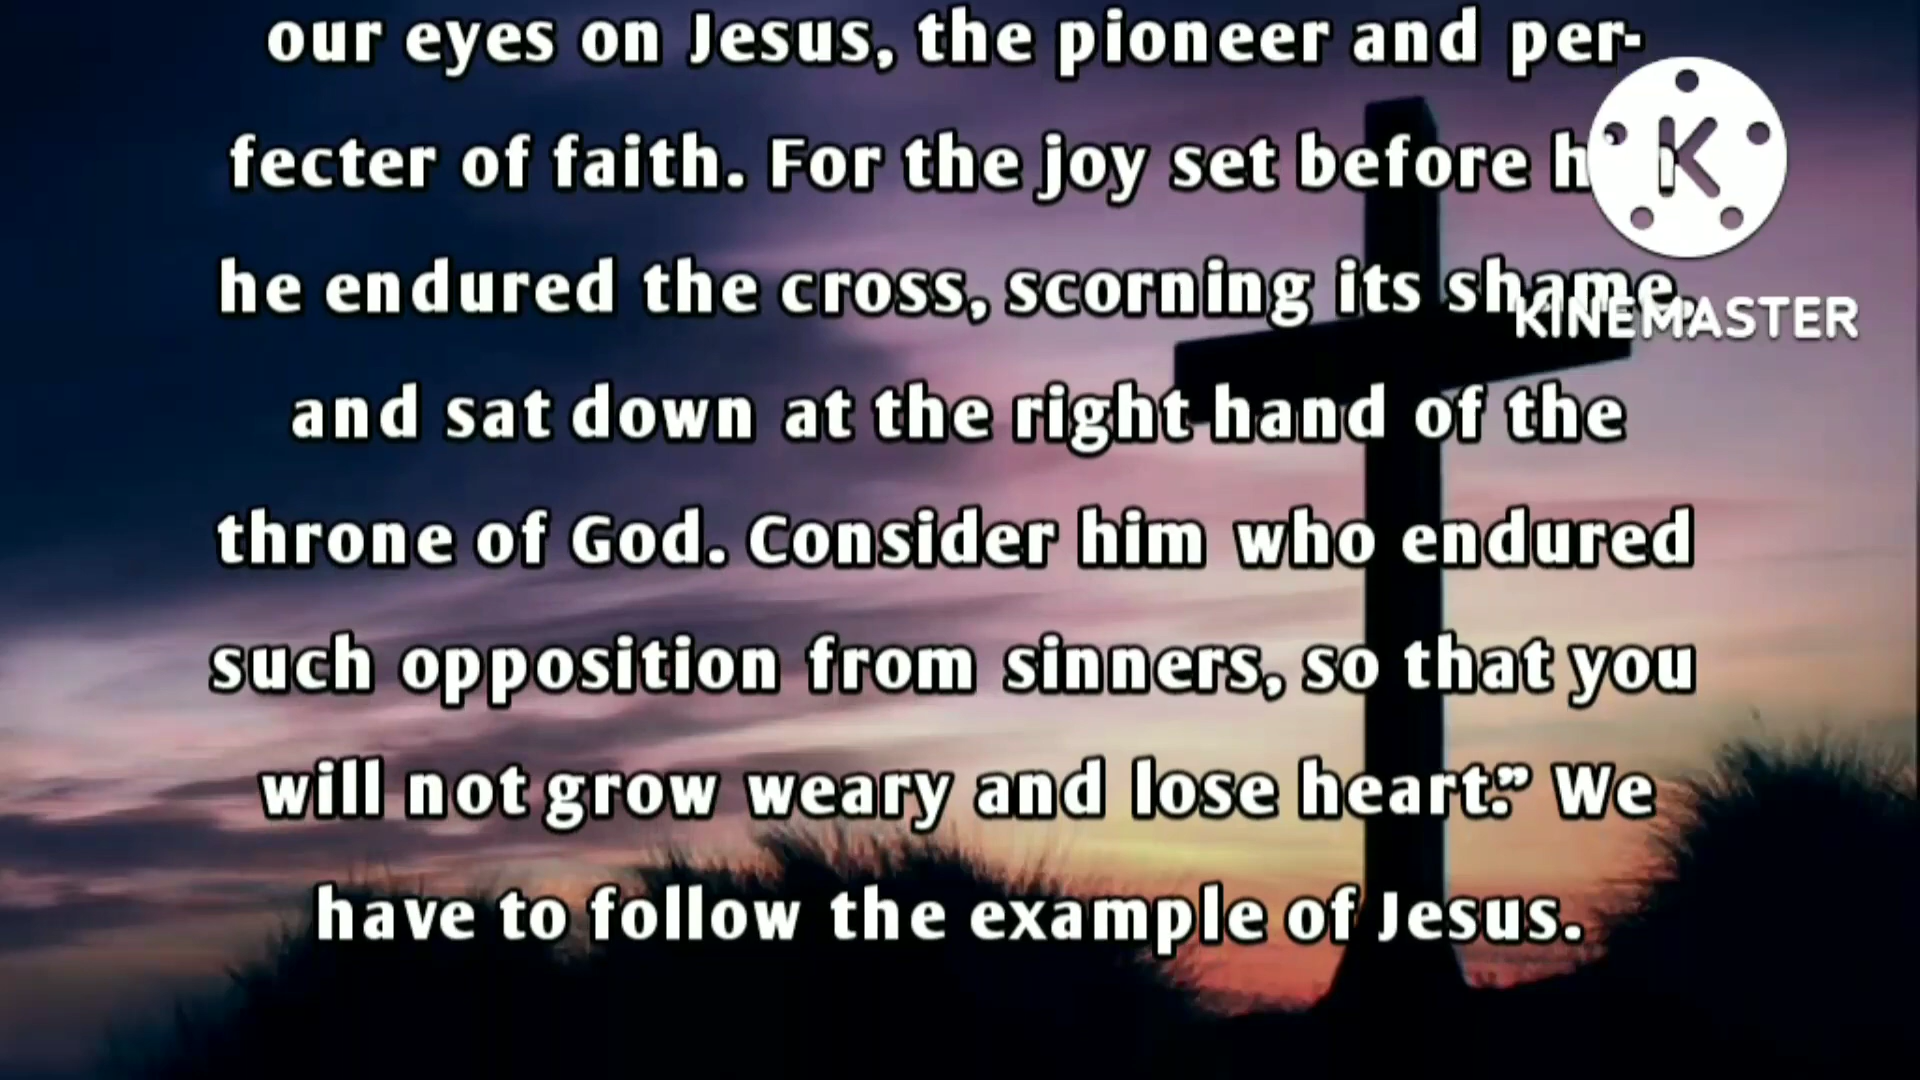 our eyes on Jesus, the pioneer and per-
fecter of faith. For the joy set before
he endured the cross, scorning its shame,
and sat down at the right hand of the
throne of God. Consider him who endured
such opposition from sinners, so that you
will not grow weary and lose heart.” We
have to follow the example of Jesus.
K
KINEMASTER